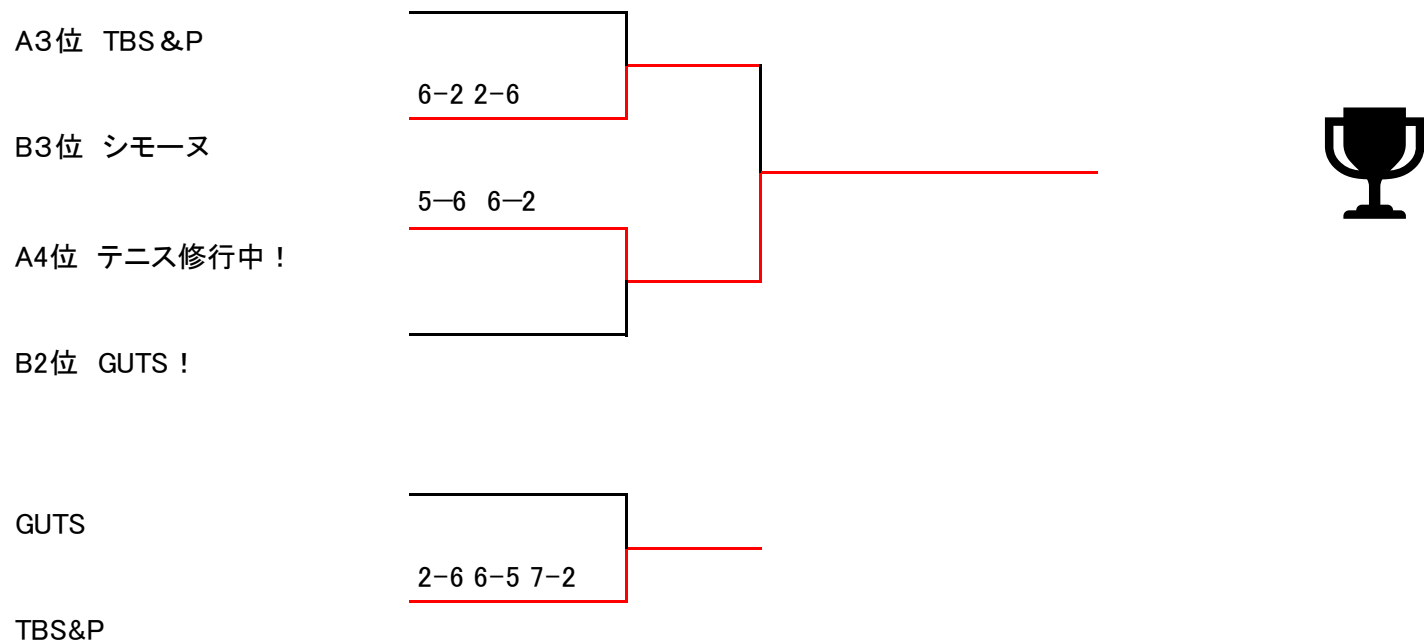 A3位 TBS&P
6-2 2-6
B3位 シモーヌ
5—6 6—2
A4位 テニス修行中！
B2位 GUTS！
GUTS
2-6 6-5 7-2
TBS&P